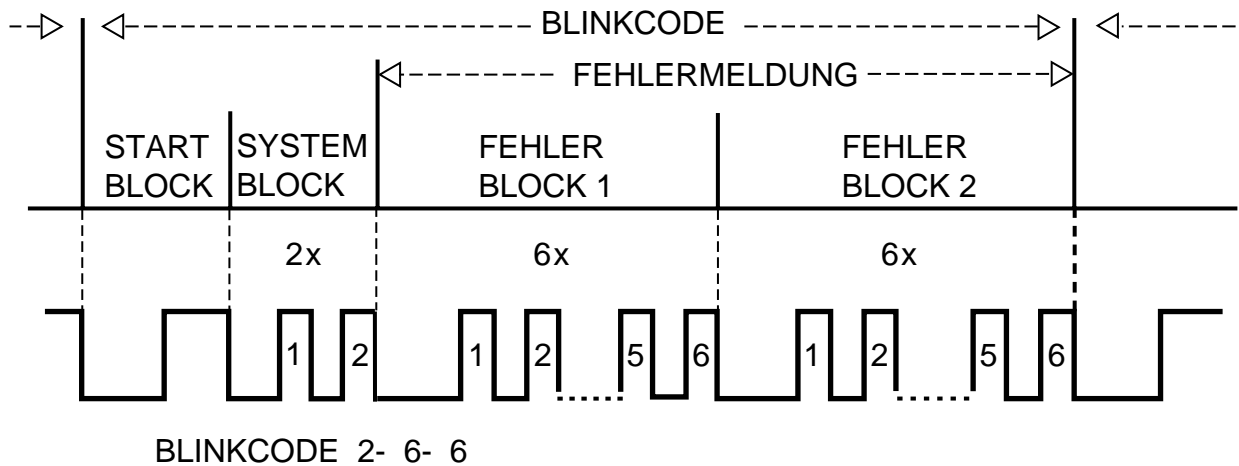 BLINKCODE
FEHLERMELDUNG
START BLOCK
SYSTEM BLOCK
FEHLER BLOCK 1
FEHLER BLOCK 2
2x 6x 6x
1 2 1 2 5 6 1 2 5 6
BLINKCODE 2- 6- 6